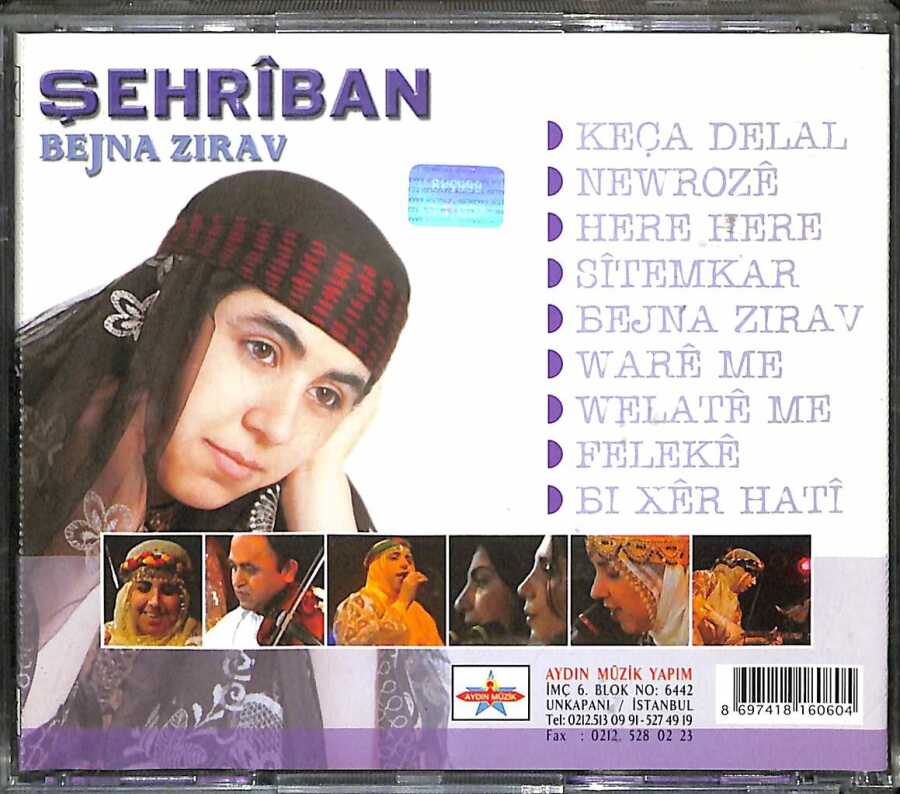 ŞEHRÎBAN
BEJNA ZIRAV
KEÇA DELAL
NEWROZÊ
HERE HERE
SÎTEMKAR
BEJNA ZIRAV
WARÊ ME
WELATÊ ME
FELEKÊ
BI XÊR HATÎ
AYDIN MÜZİK
AYDIN MÜZİK YAPIM
İMÇ 6. BLOK NO: 6442
UNKAPANI / İSTANBUL
Tel: 0212.513 09 91 - 527 49 19
Fax : 0212. 528 02 23
8 697418 160604